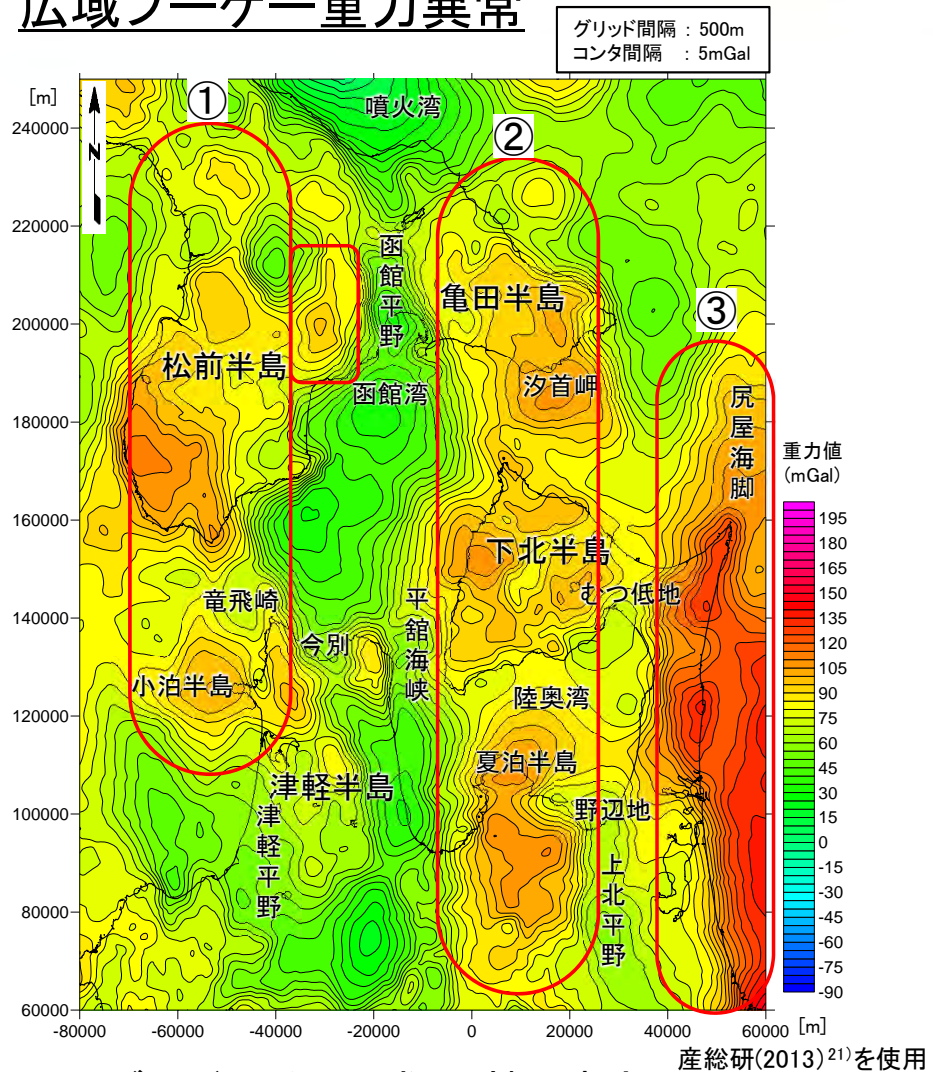 広域ブーゲー重力異常
グリッド間隔 : 500m
コンタ間隔 : 5mGal
[m]
240000
220000
200000
180000
160000
140000
120000
100000
80000
60000
N
①
②
③
噴火湾
函館平野
亀田半島
松前半島
汐首岬
函館湾
尻屋海脚
下北半島
むつ低地
竜飛崎
平舘海峡
今別
小泊半島
陸奥湾
夏泊半島
津軽半島
野辺地
津軽平野
上北平野
重力値
(mGal)
195
180
165
150
135
120
105
90
75
60
45
30
15
0
-15
-30
-45
-60
-75
-90
-80000 -60000 -40000 -20000 0 20000 40000 60000 [m]
産総研(2013)21)を使用